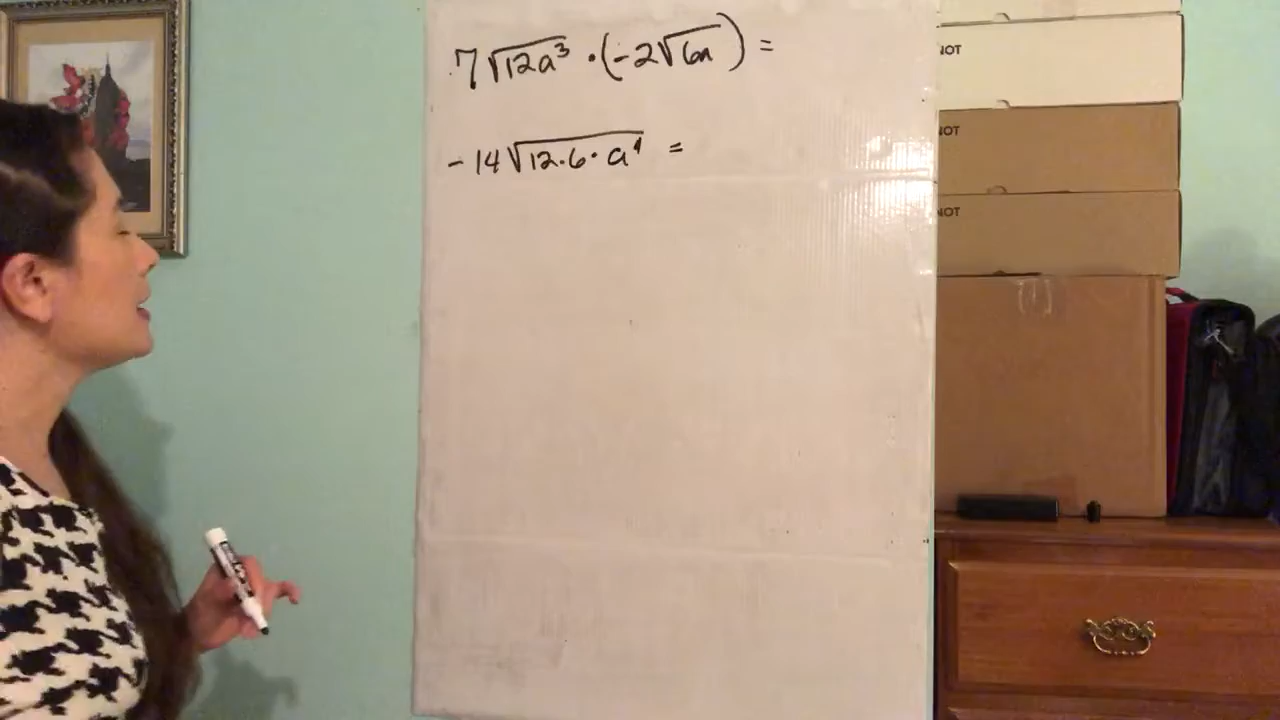 7√12a³ · (-2√6a) =
-14√12·6·a⁴ =
NOT
NOT
NOT